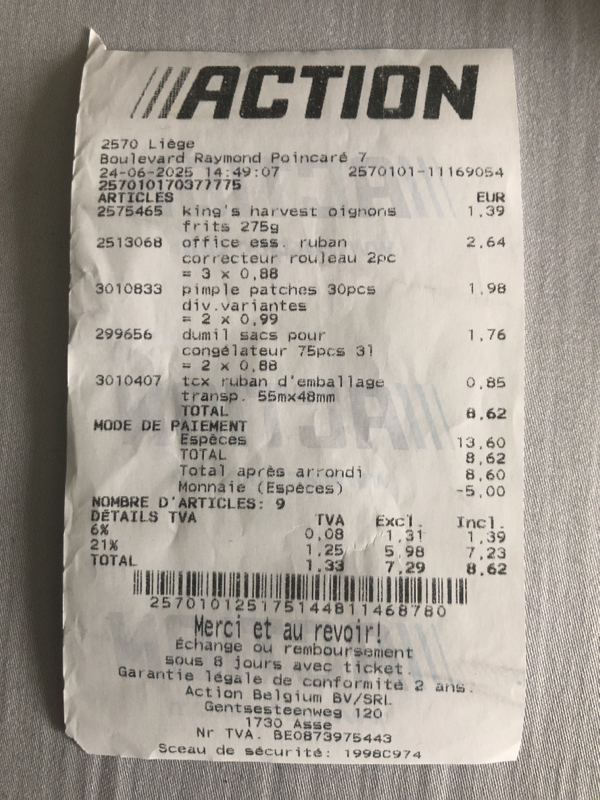 ACTION
2570 Liège
Boulevard Raymond Poincaré 7
24-06-2025 14:49:07 2570101-11169054
257010170377775
ARTICLES EUR
2575465 king's harvest oignons 1,39
frits 275g
2513068 office ess. ruban 2,64
correcteur rouleau 2pc
= 3 x 0,88
3010833 pimple patches 30pcs 1,98
div.variantes
= 2 x 0,99
299656 dumil sacs pour 1,76
congélateur 75pcs 3l
= 2 x 0,88
3010407 tcx ruban d'emballage 0,85
transp. 55mx48mm
TOTAL 8,62
MODE DE PAIEMENT
Espèces 13,60
TOTAL 8,62
Total après arrondi 8,60
Monnaie (Espèces) -5,00
NOMBRE D'ARTICLES: 9
DÉTAILS TVA TVA Excl. Incl.
6% 0,08 1,31 1,39
21% 1,25 5,98 7,23
TOTAL 1,33 7,29 8,62
257010125175144811468780
Merci et au revoir!
Échange ou remboursement
sous 8 jours avec ticket.
Garantie légale de conformité 2 ans.
Action Belgium BV/SRL
Gentsesteenweg 120
1730 Asse
Nr TVA. BE0873975443
Sceau de sécurité: 1998C974